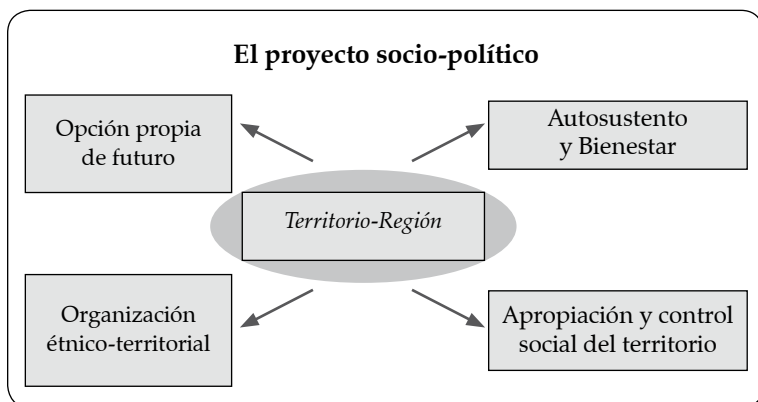 El proyecto socio-político
Opción propia
de futuro
Autosustento
y Bienestar
Territorio-Región
Organización
étnico-territorial
Apropiación y control
social del territorio